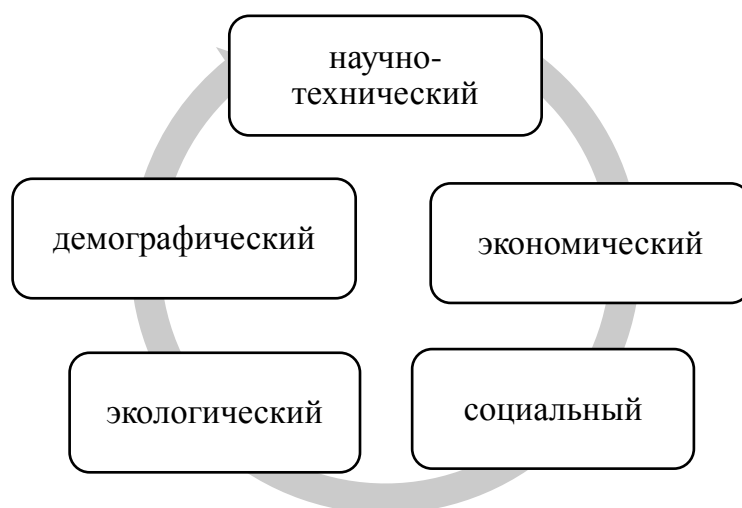 научно-
технический
демографический
экономический
экологический
социальный